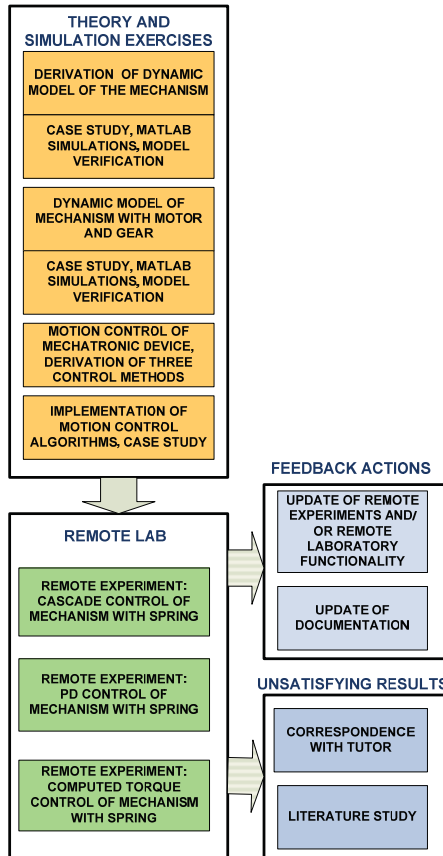 THEORY AND
SIMULATION EXERCISES
DERIVATION OF DYNAMIC
MODEL OF THE MECHANISM
CASE STUDY, MATLAB
SIMULATIONS, MODEL
VERIFICATION
DYNAMIC MODEL OF
MECHANISM WITH MOTOR
AND GEAR
CASE STUDY, MATLAB
SIMULATIONS, MODEL
VERIFICATION
MOTION CONTROL OF
MECHATRONIC DEVICE,
DERIVATION OF THREE
CONTROL METHODS
IMPLEMENTATION OF
MOTION CONTROL
ALGORITHMS, CASE STUDY
REMOTE LAB
REMOTE EXPERIMENT:
CASCADE CONTROL OF
MECHANISM WITH SPRING
REMOTE EXPERIMENT:
PD CONTROL OF
MECHANISM WITH SPRING
REMOTE EXPERIMENT:
COMPUTED TORQUE
CONTROL OF MECHANISM
WITH SPRING
FEEDBACK ACTIONS
UPDATE OF REMOTE
EXPERIMENTS AND/
OR REMOTE
LABORATORY
FUNCTIONALITY
UPDATE OF
DOCUMENTATION
UNSATISFYING RESULTS
CORRESPONDENCE
WITH TUTOR
LITERATURE STUDY